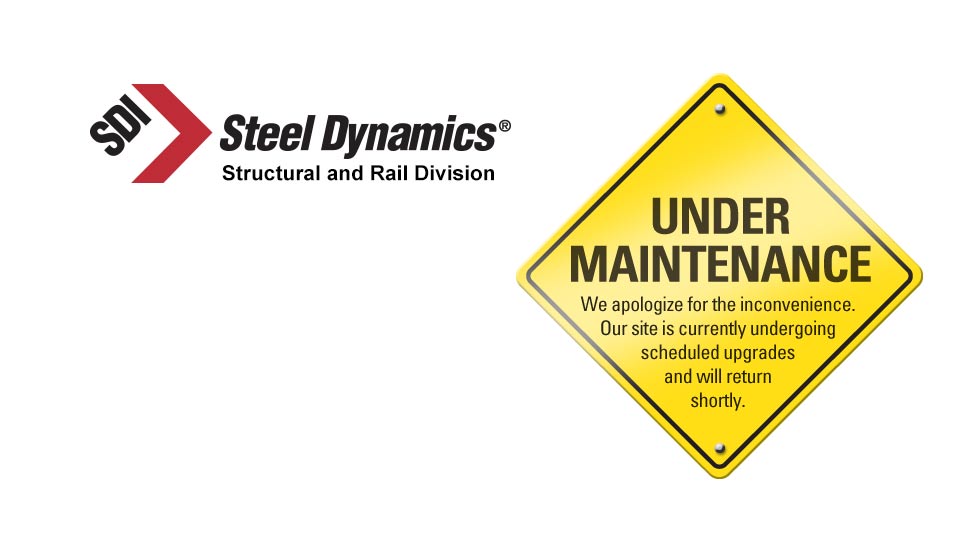 SDI
Steel Dynamics®
Structural and Rail Division
UNDER
MAINTENANCE
We apologize for the inconvenience.
Our site is currently undergoing
scheduled upgrades
and will return
shortly.